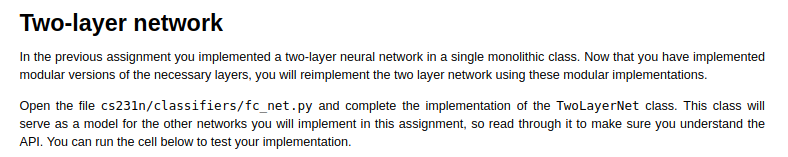 Two-layer network
In the previous assignment you implemented a two-layer neural network in a single monolithic class. Now that you have implemented
modular versions of the necessary layers, you will reimplement the two layer network using these modular implementations.
Open the file cs231n/classifiers/fc_net.py and complete the implementation of the TwoLayerNet class. This class will
serve as a model for the other networks you will implement in this assignment, so read through it to make sure you understand the
API. You can run the cell below to test your implementation.